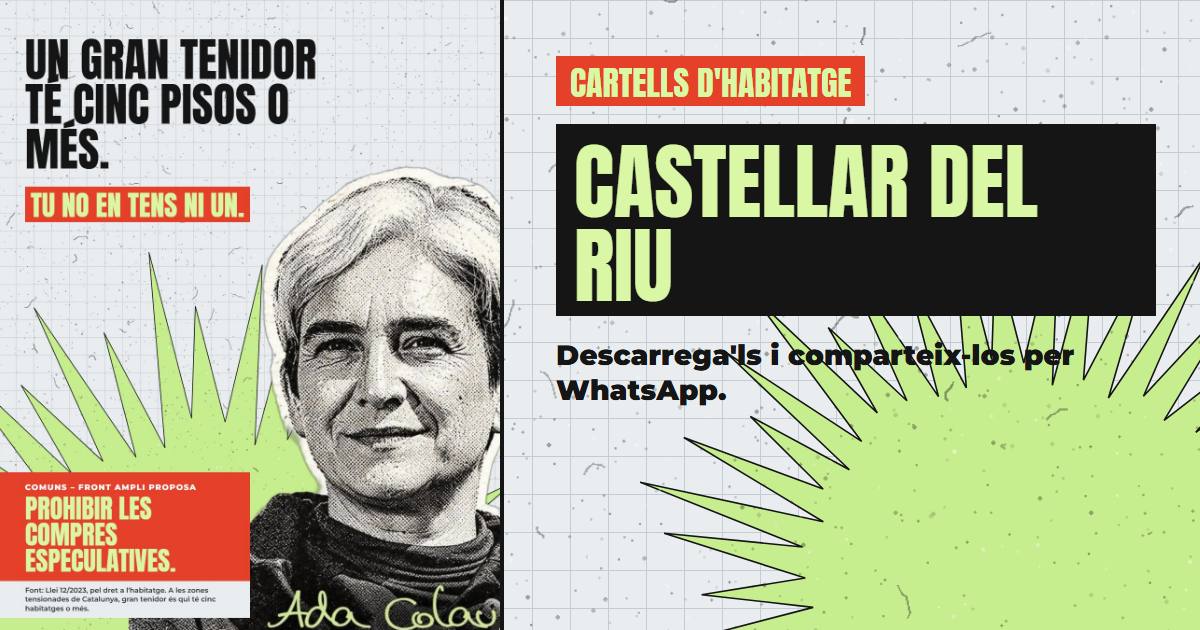 UN GRAN TENIDOR
TÉ CINC PISOS O
MÉS.
TU NO EN TENS NI UN.
COMUNS – FRONT AMPLI PROPOSA
PROHIBIR LES
COMPRES
ESPECULATIVES.
Font: Llei 12/2023, pel dret a l'habitatge. A les zones
tensionades de Catalunya, gran tenidor és qui té cinc
habitatges o més.
Ada Colau
CARTELLS D'HABITATGE
CASTELLAR DEL
RIU
Descarrega'ls i comparteix-los per
WhatsApp.